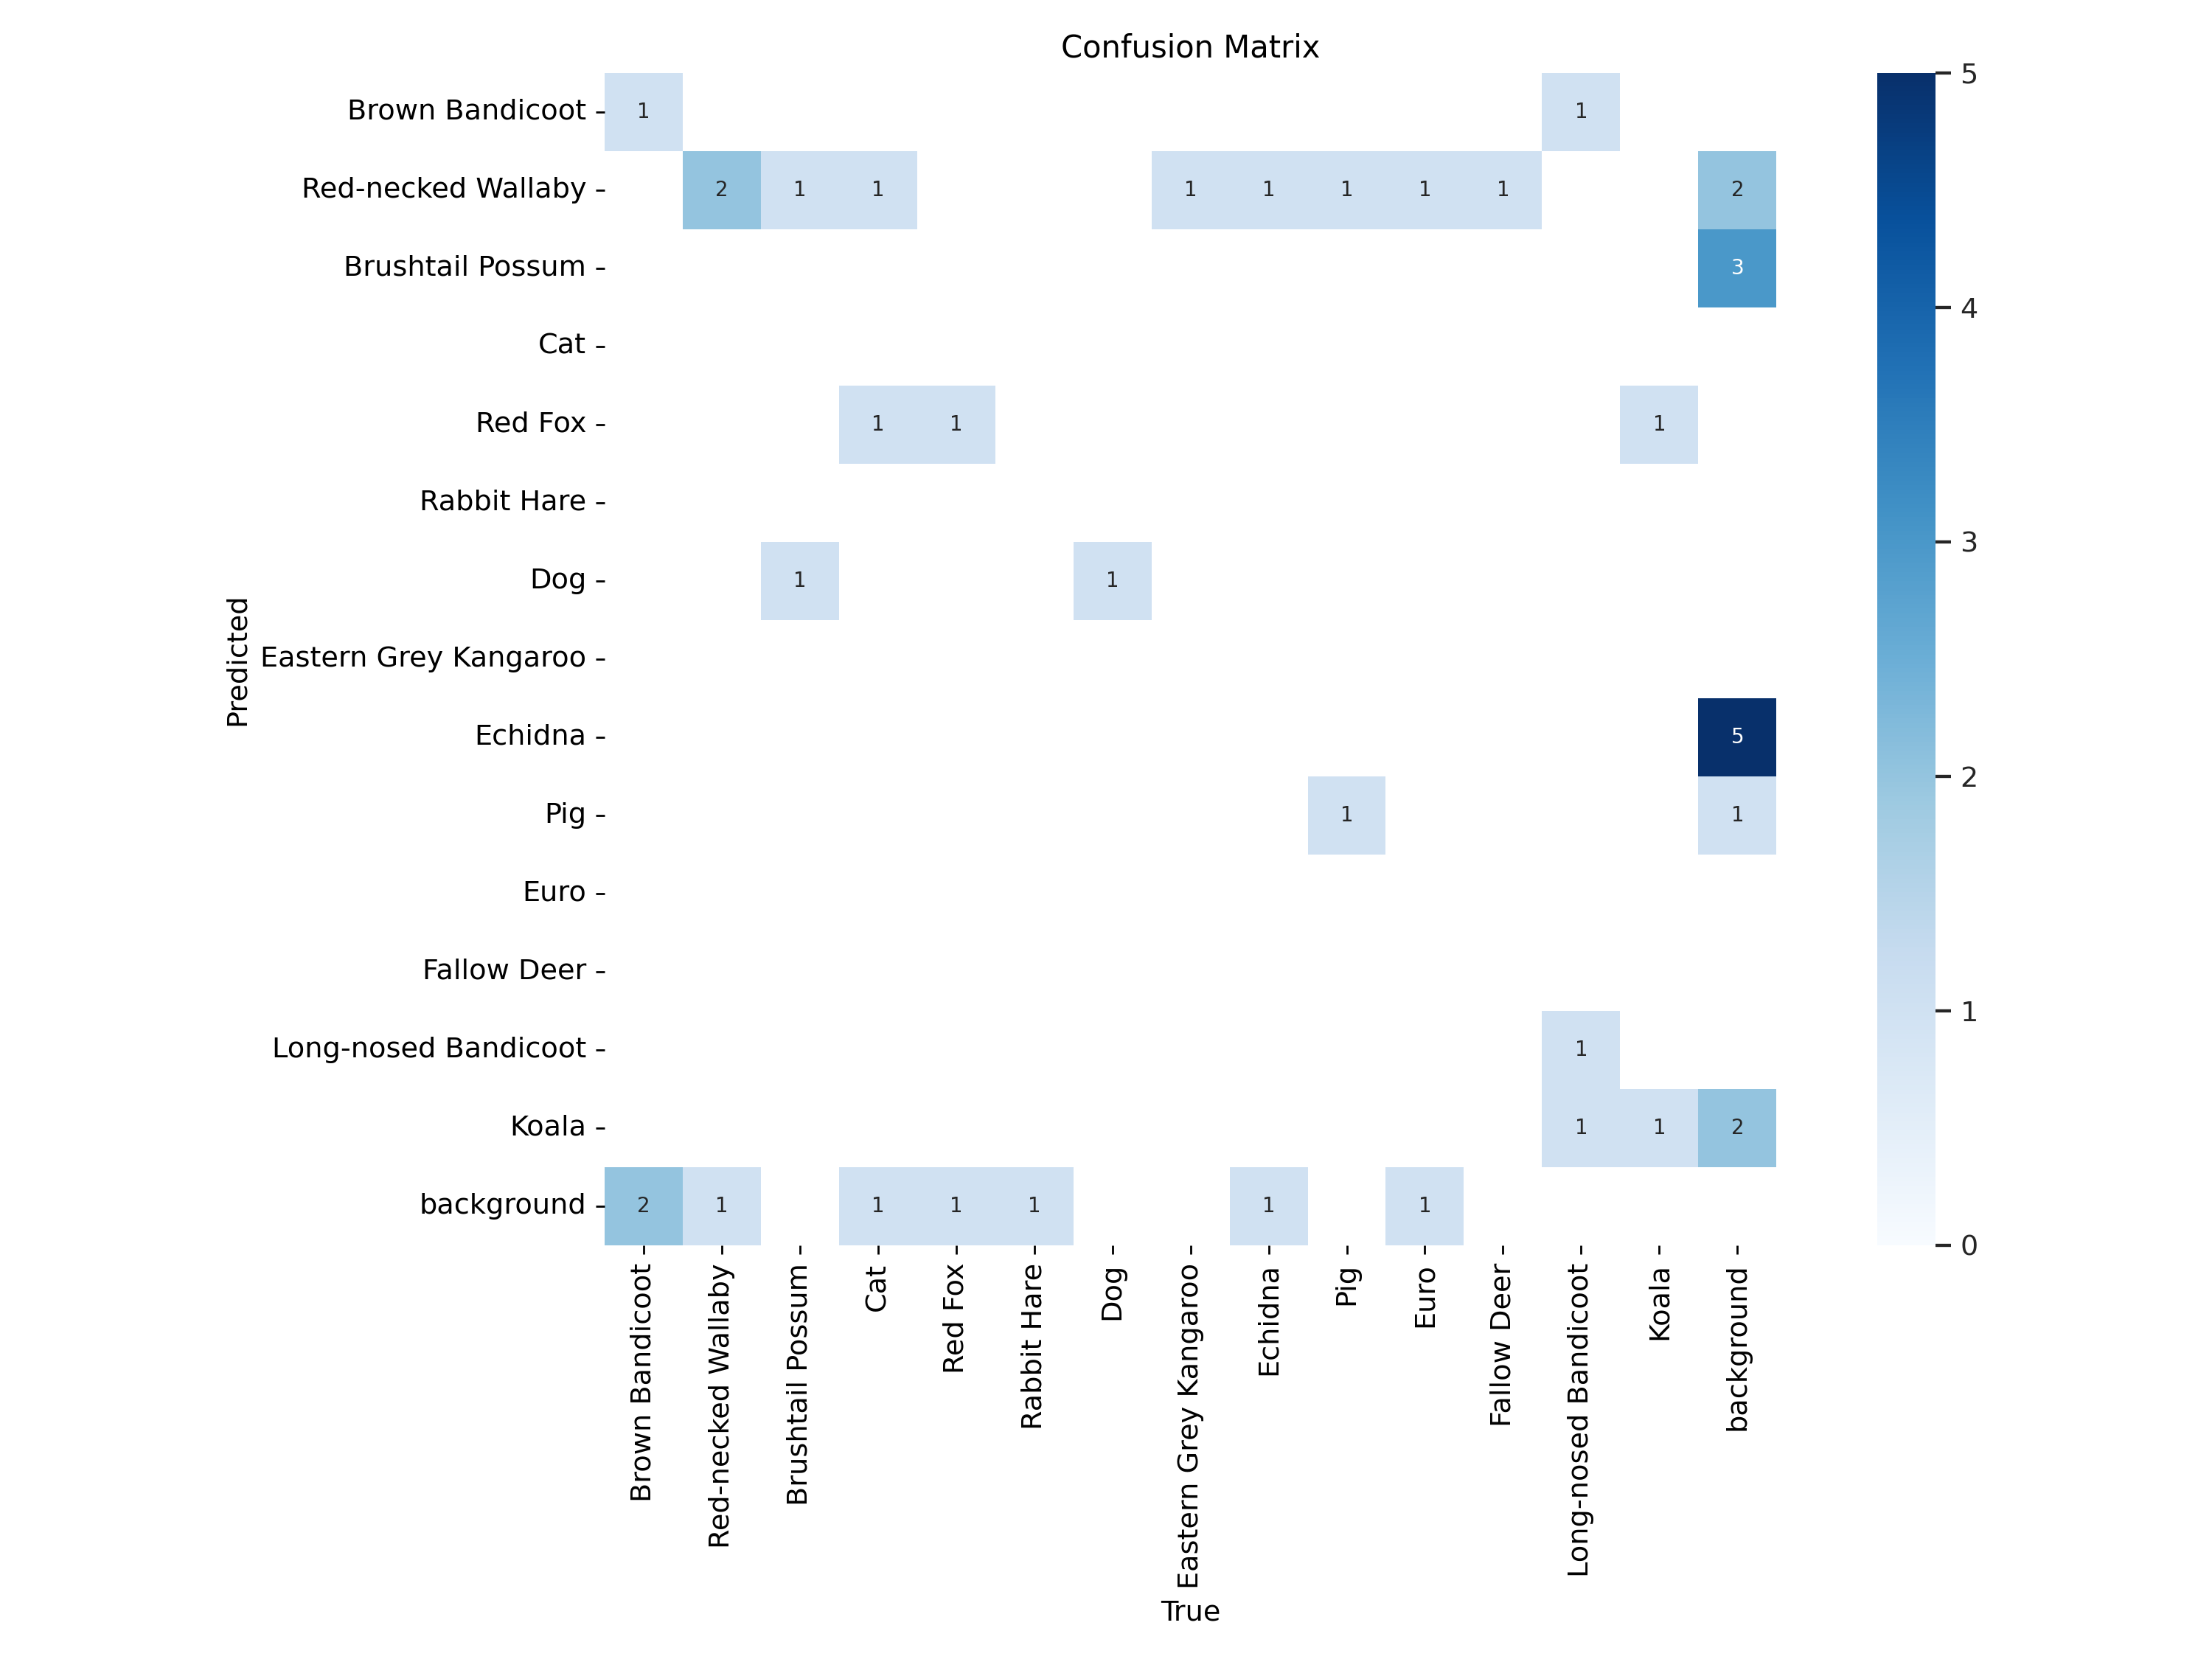 Confusion Matrix
Brown Bandicoot 1 1
Red-necked Wallaby 2 1 1 1 1 1 1 1 2
Brushtail Possum 3
Cat
Red Fox 1 1 1
Rabbit Hare
Dog 1 1
Eastern Grey Kangaroo
Echidna 5
Pig 1 1
Euro
Fallow Deer
Long-nosed Bandicoot 1
Koala 1 1 2
background 2 1 1 1 1 1 1
Predicted
Brown Bandicoot
Red-necked Wallaby
Brushtail Possum
Cat
Red Fox
Rabbit Hare
Dog
Eastern Grey Kangaroo
Echidna
Pig
Euro
Fallow Deer
Long-nosed Bandicoot
Koala
background
True
5
4
3
2
1
0